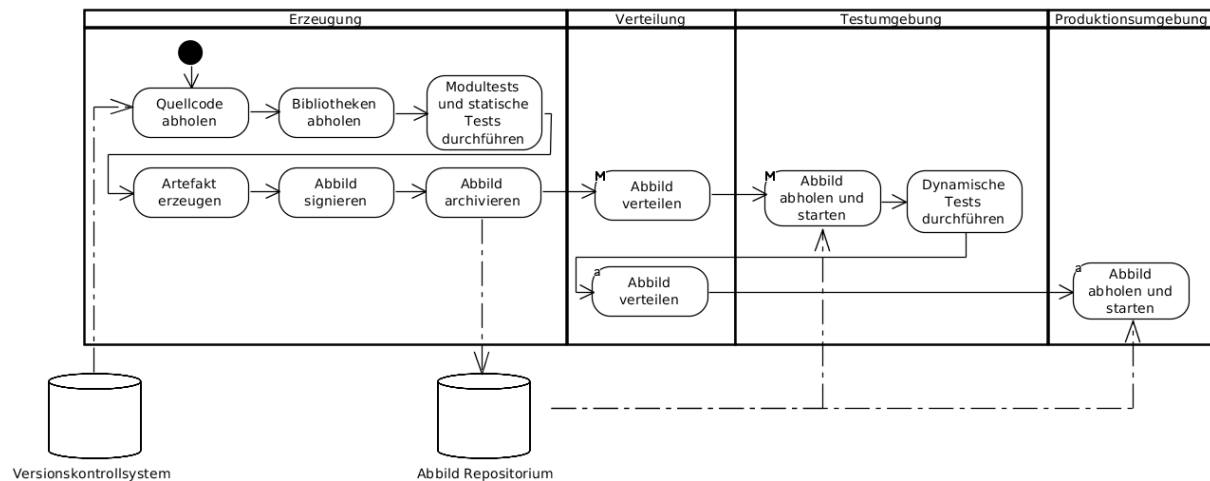 Erzeugung
Verteilung
Testumgebung
Produktionsumgebung
Quellcode
abholen
Bibliotheken
abholen
Modultests
und statische
Tests
durchführen
Artefakt
erzeugen
Abbild
signieren
Abbild
archivieren
M
Abbild
verteilen
M
Abbild
abholen und
starten
Dynamische
Tests
durchführen
a
Abbild
verteilen
a
Abbild
abholen und
starten
Versionskontrollsystem
Abbild Repositorium